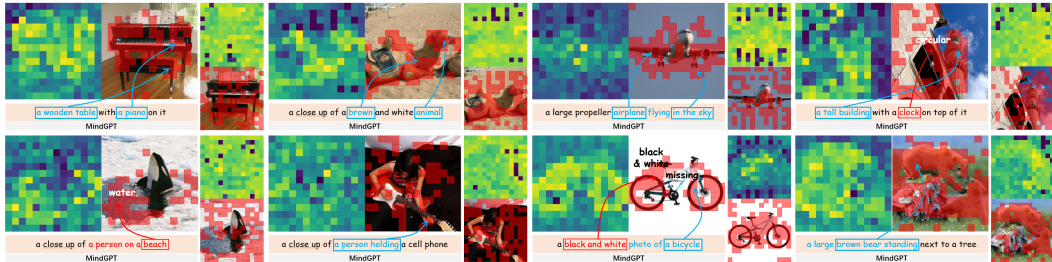 circular
a wooden table with a piano on it
a close up of a brown and white animal
a large propeller airplane flying in the sky
a tall building with a clock on top of it
MindGPT
MindGPT
MindGPT
MindGPT
water
black
& white
missing
a close up of a person on a beach
a close up of a person holding a cell phone
a black and white photo of a bicycle
a large brown bear standing next to a tree
MindGPT
MindGPT
MindGPT
MindGPT